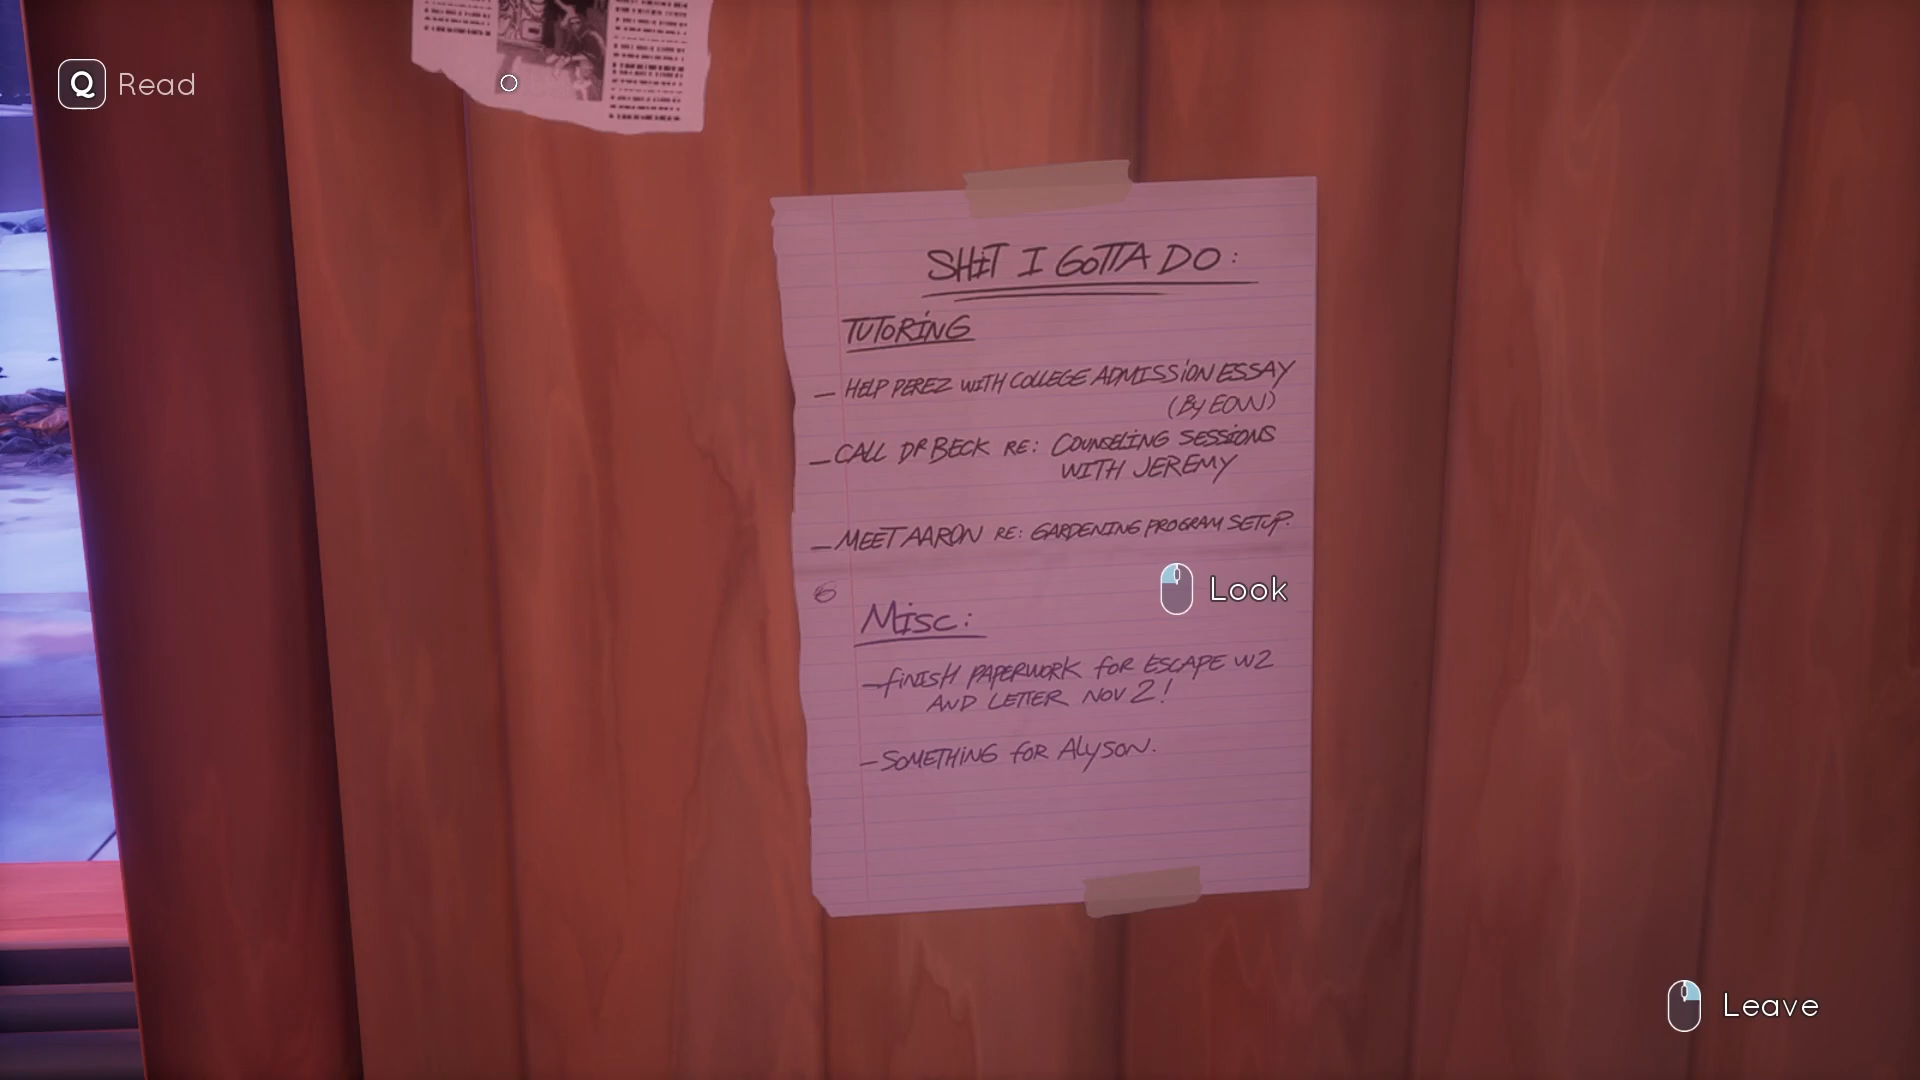 Q Read
SHIT I GOTTA DO:
TUTORING
– HELP PEREZ WITH COLLEGE ADMISSION ESSAY
(By EOW)
– CALL DR BECK RE: COUNSELING SESSIONS
WITH JEREMY
– MEET AARON RE: GARDENING PROGRAM SETUP.
Look
Misc:
– FINISH PAPERWORK FOR ESCAPE W2
AND LETTER NOV 2!
– SOMETHING FOR ALYSON.
Leave